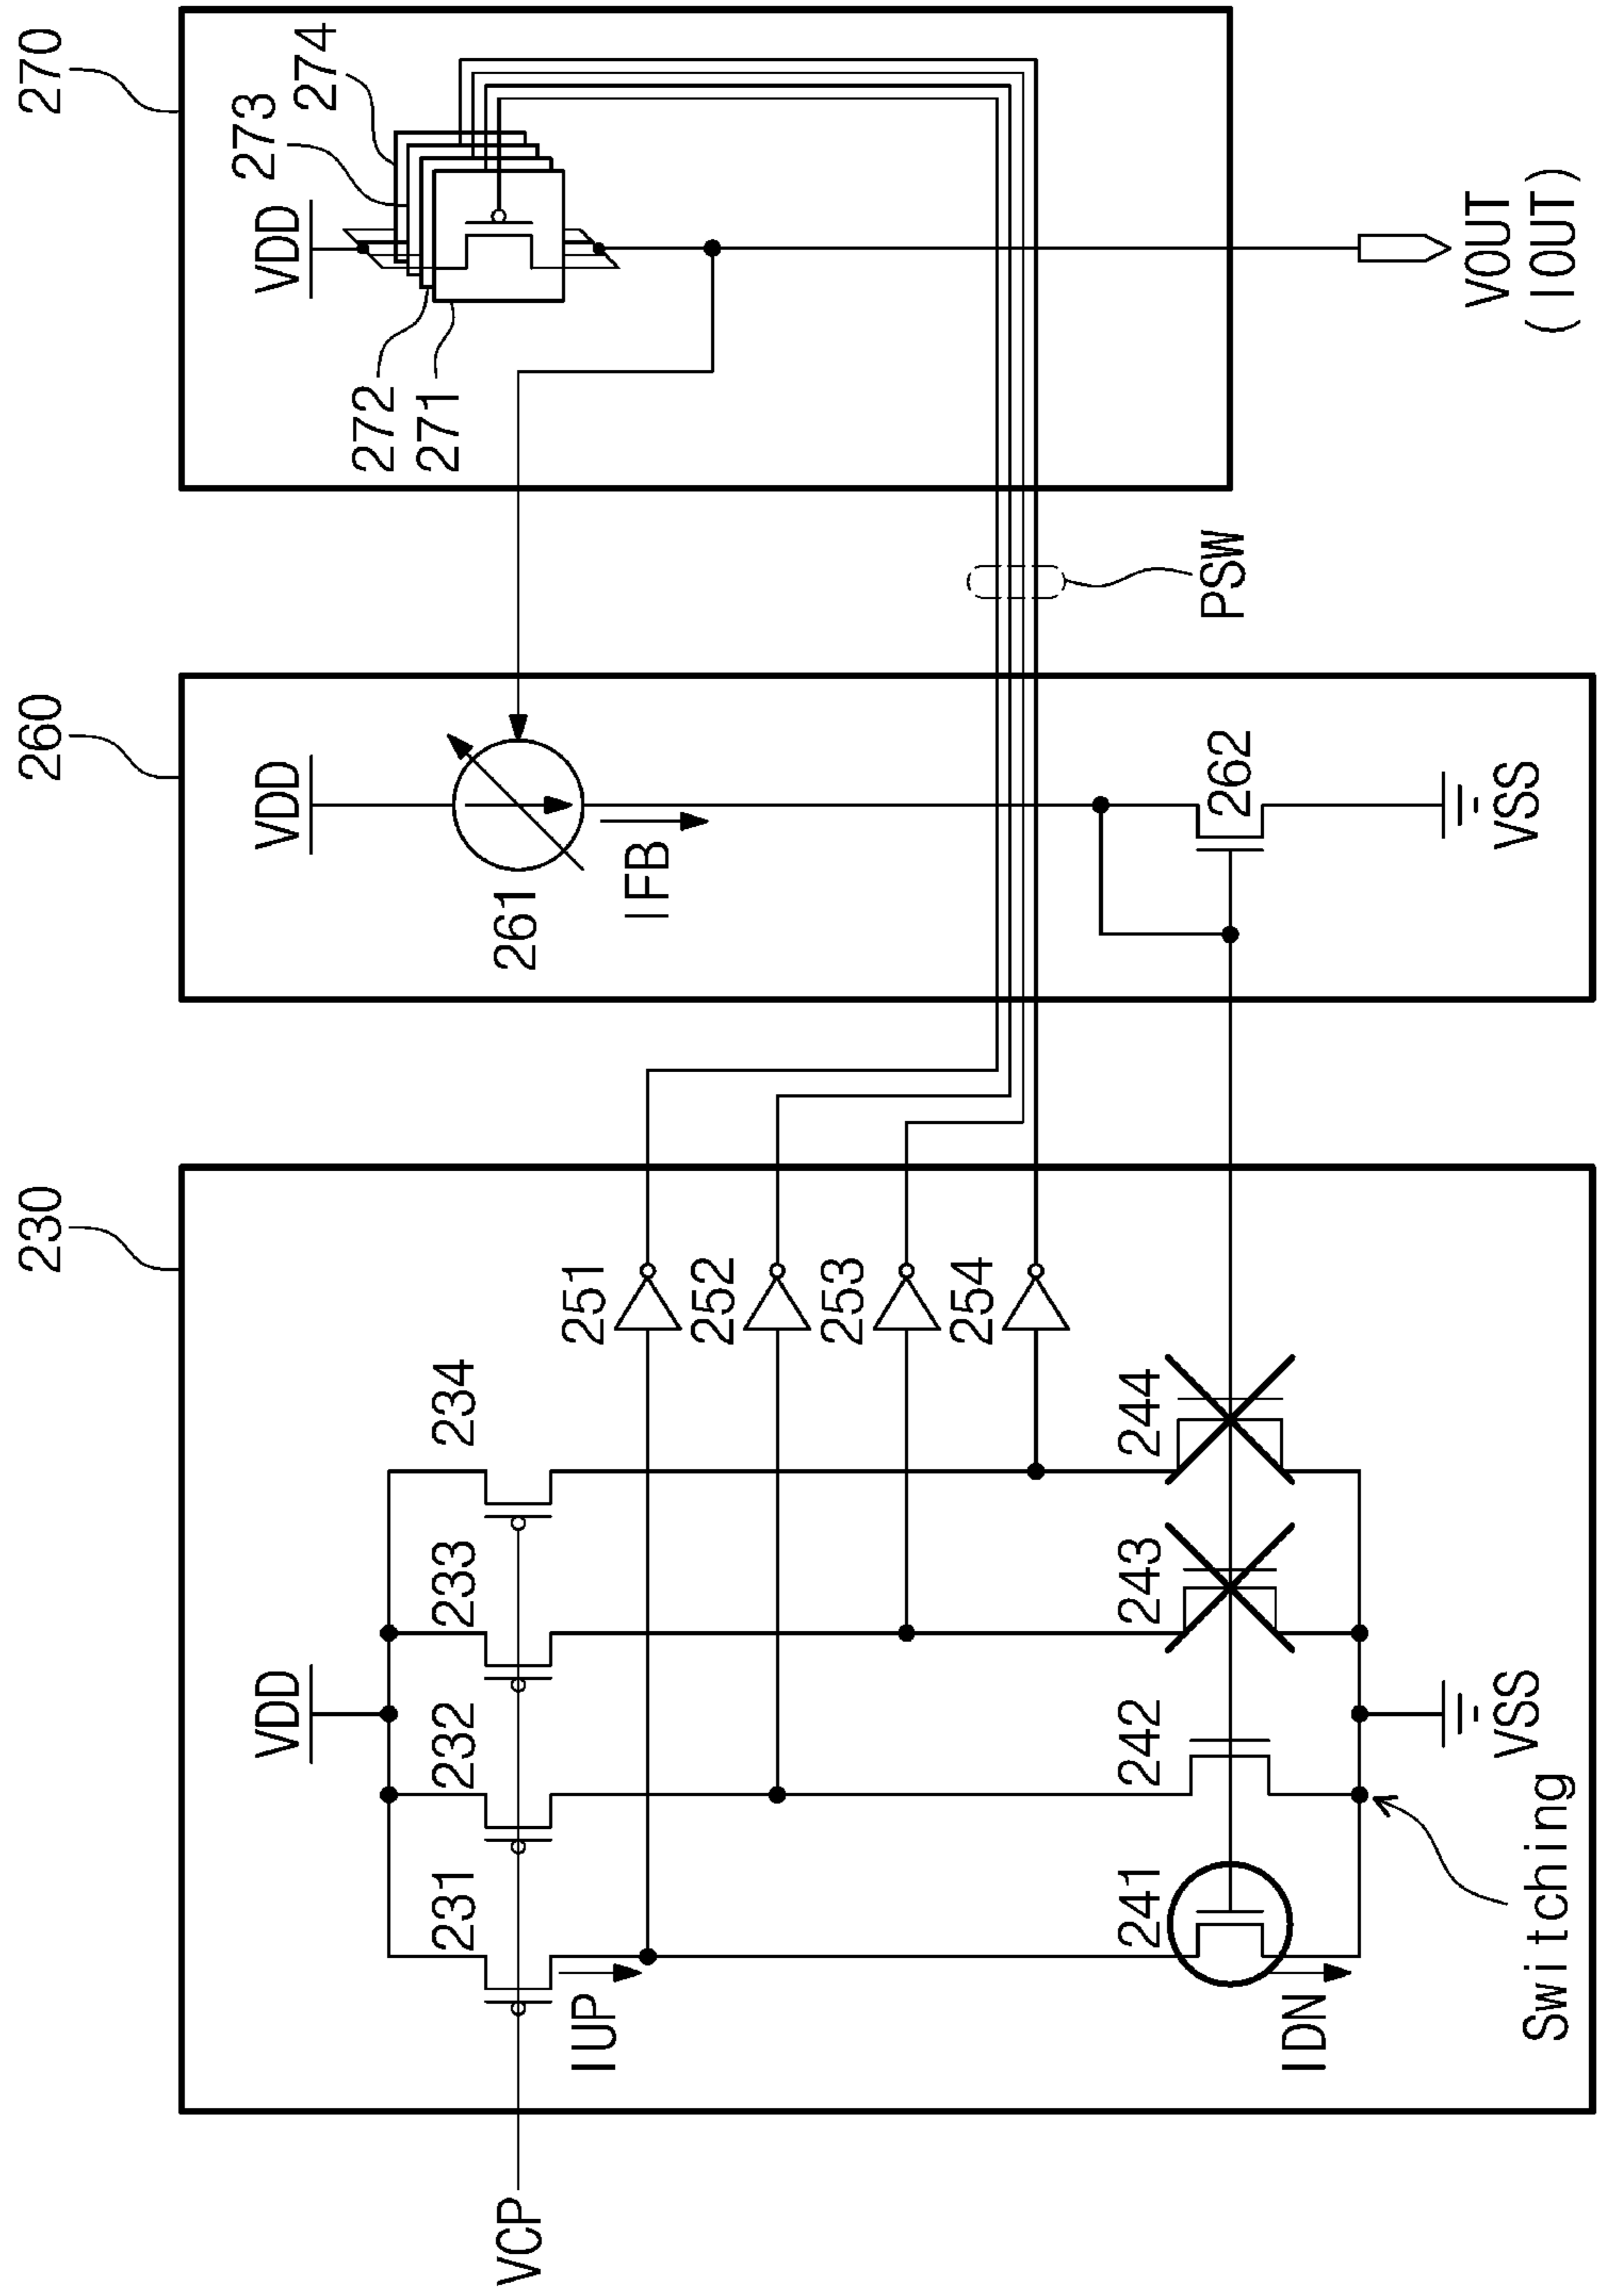 230
260
270
VDD
231
232
233
234
251
252
253
254
VCP
IUP
241
242
243
244
IDN
Switching
VSS
VDD
261
IFB
262
VSS
PSW
VDD
273
274
272
271
VOUT
(IOUT)